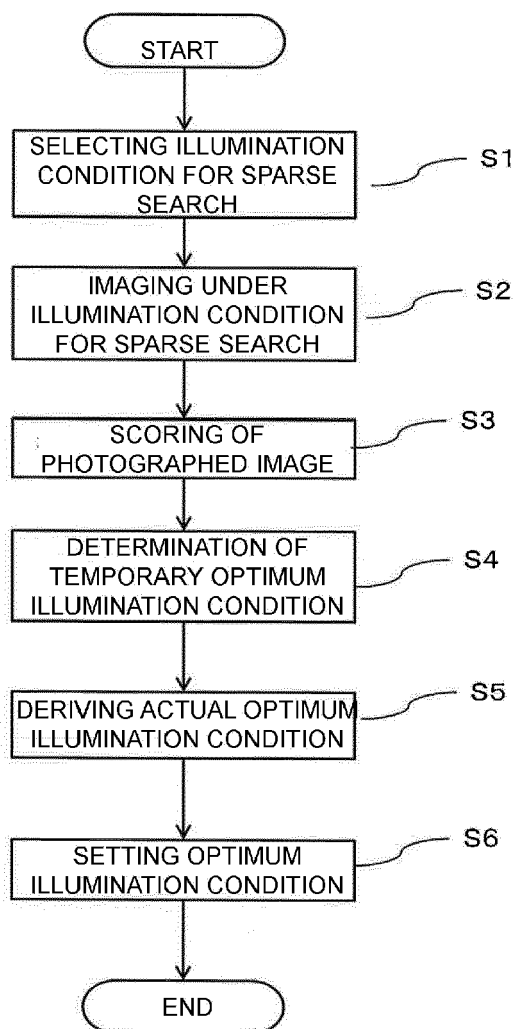 START
SELECTING ILLUMINATION
CONDITION FOR SPARSE
SEARCH
S1
IMAGING UNDER
ILLUMINATION CONDITION
FOR SPARSE SEARCH
S2
SCORING OF
PHOTOGRAPHED IMAGE
S3
DETERMINATION OF
TEMPORARY OPTIMUM
ILLUMINATION CONDITION
S4
DERIVING ACTUAL OPTIMUM
ILLUMINATION CONDITION
S5
SETTING OPTIMUM
ILLUMINATION CONDITION
S6
END